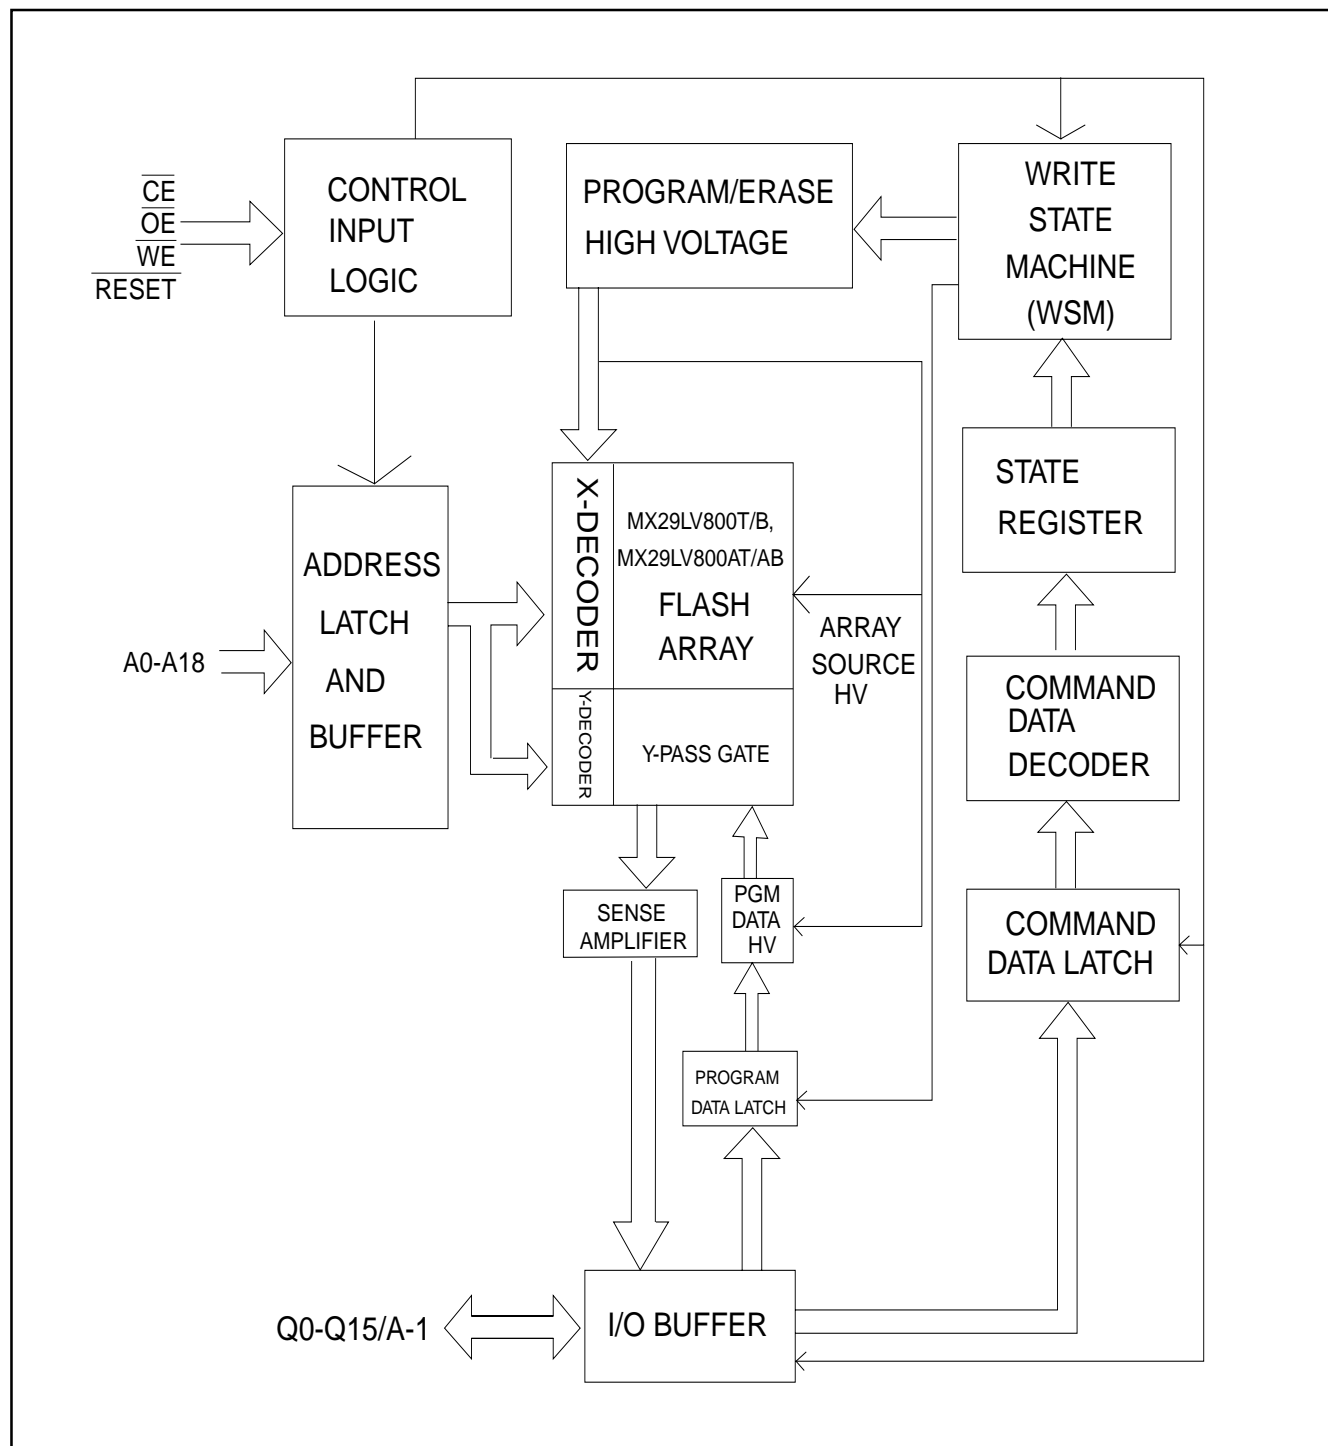 CE
OE
WE
RESET
CONTROL
INPUT
LOGIC
PROGRAM/ERASE
HIGH VOLTAGE
WRITE
STATE
MACHINE
(WSM)
STATE
REGISTER
ADDRESS
LATCH
AND
BUFFER
A0-A18
X-DECODER
MX29LV800T/B,
MX29LV800AT/AB
FLASH
ARRAY
ARRAY
SOURCE
HV
Y-DECODER
Y-PASS GATE
COMMAND
DATA
DECODER
SENSE
AMPLIFIER
PGM
DATA
HV
COMMAND
DATA LATCH
PROGRAM
DATA LATCH
Q0-Q15/A-1
I/O BUFFER